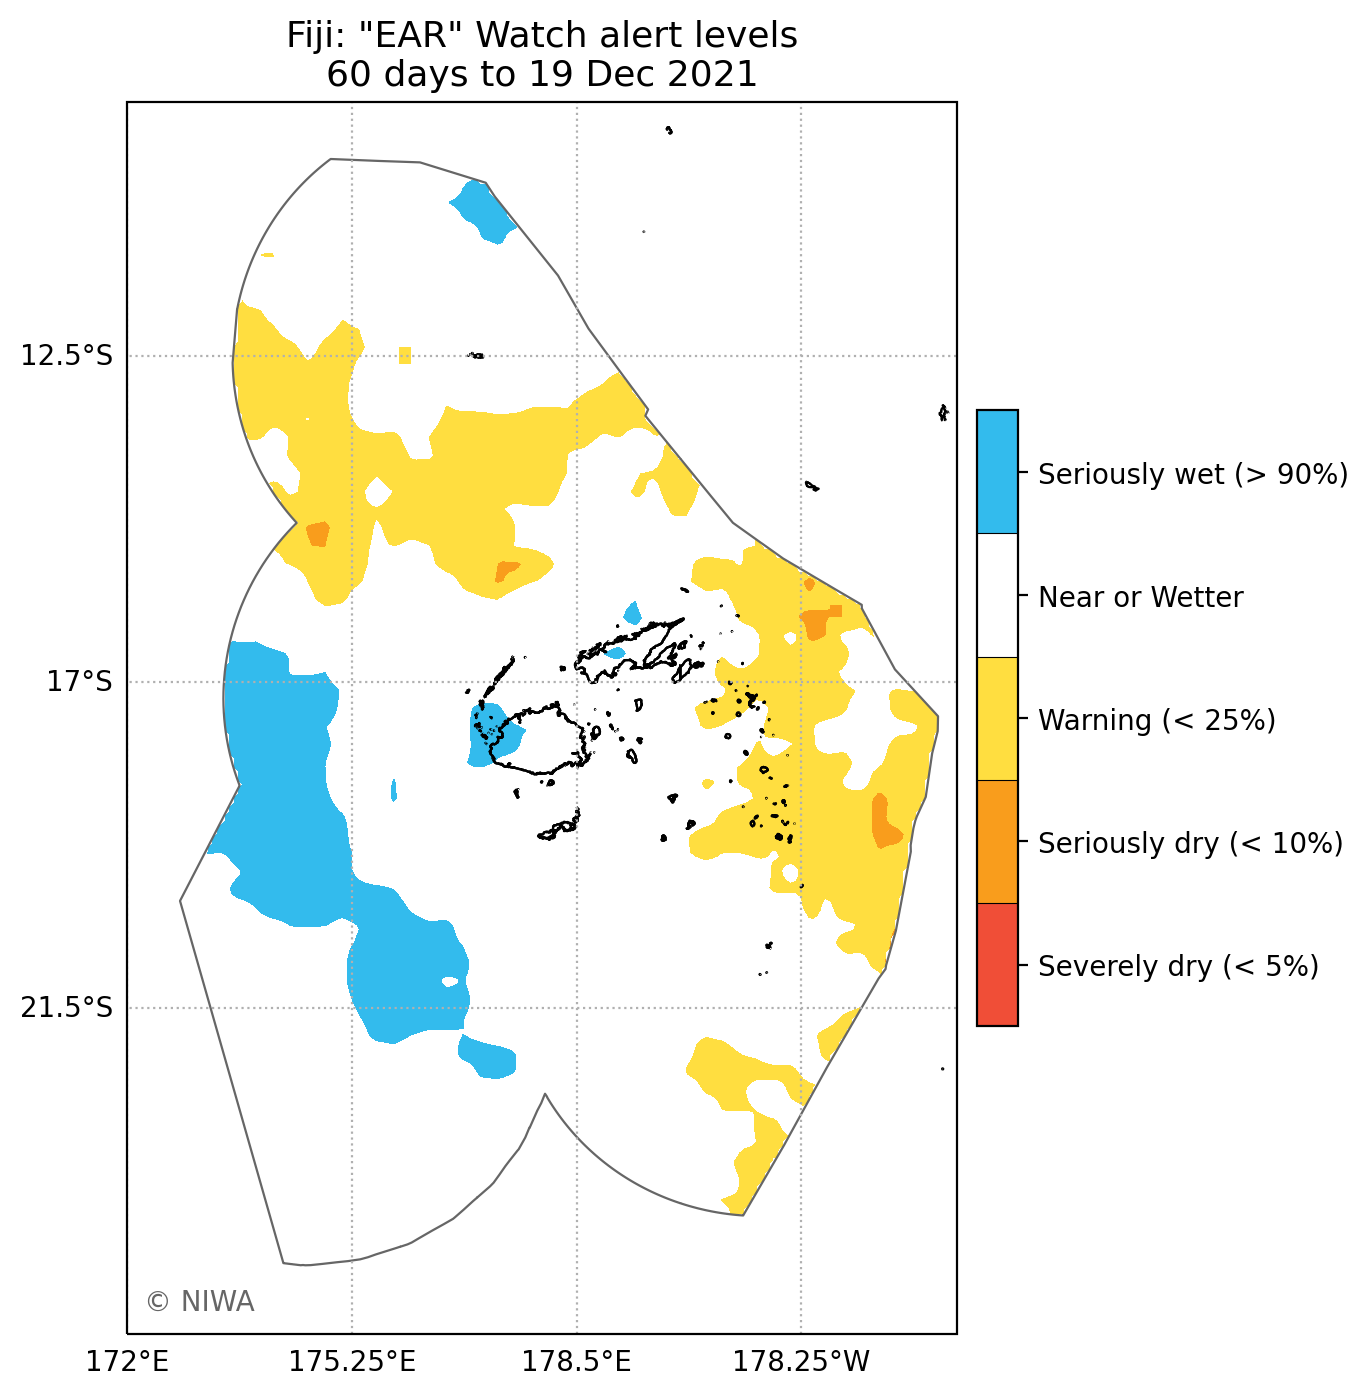 Fiji: "EAR" Watch alert levels
60 days to 19 Dec 2021
12.5°S
17°S
21.5°S
172°E
175.25°E
178.5°E
178.25°W
Seriously wet (> 90%)
Near or Wetter
Warning (< 25%)
Seriously dry (< 10%)
Severely dry (< 5%)
© NIWA